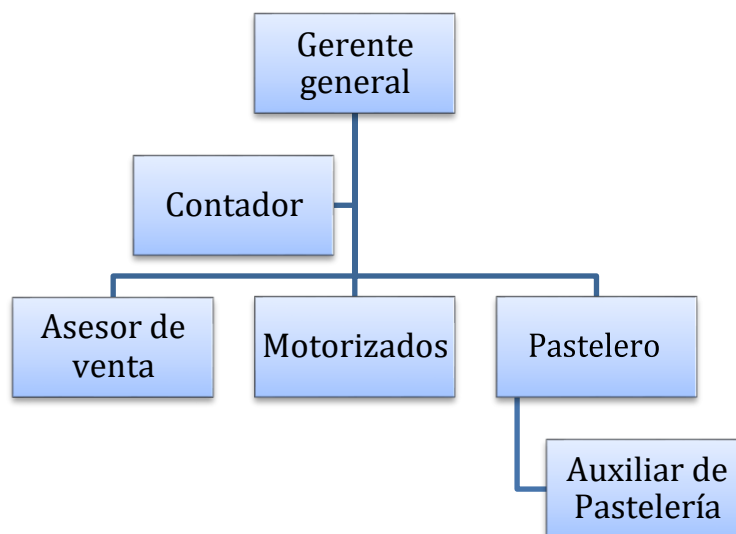 Gerente
general
Contador
Asesor de
venta
Motorizados
Pastelero
Auxiliar de
Pastelería